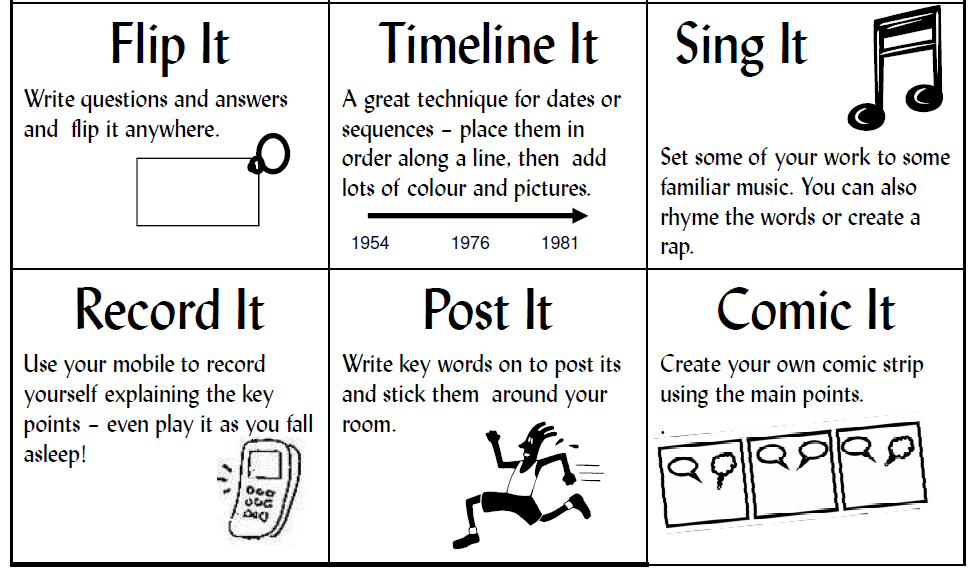 Flip It
Write questions and answers
and flip it anywhere.
Timeline It
A great technique for dates or
sequences – place them in
order along a line, then add
lots of colour and pictures.
1954 1976 1981
Sing It
Set some of your work to some
familiar music. You can also
rhyme the words or create a
rap.
Record It
Use your mobile to record
yourself explaining the key
points – even play it as you fall
asleep!
Post It
Write key words on to post its
and stick them around your
room.
Comic It
Create your own comic strip
using the main points.
.